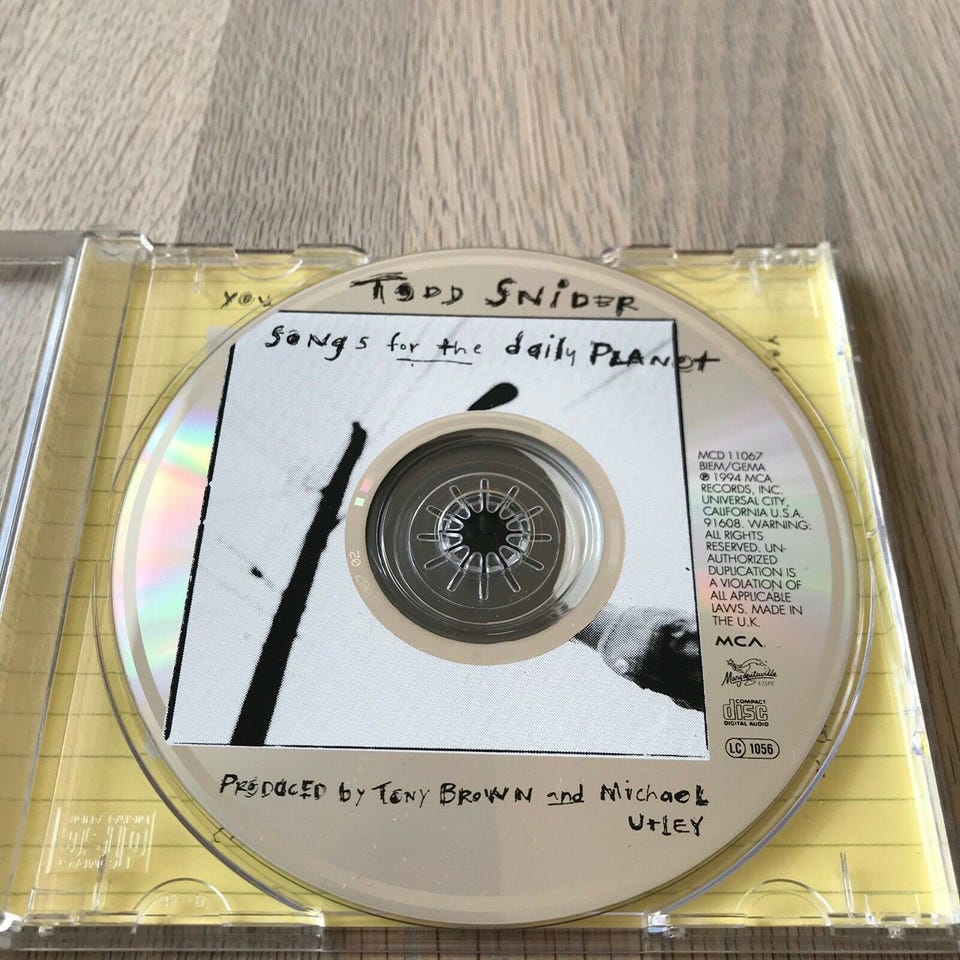 you
TODD SNIDER
SONgs for the daily PLANet
MCD 11067
BIEM/GEMA
℗ 1994 MCA
RECORDS, INC.
UNIVERSAL CITY,
CALIFORNIA U.S.A.
91608. WARNING:
ALL RIGHTS
RESERVED. UN-
AUTHORIZED
DUPLICATION IS
A VIOLATION OF
ALL APPLICABLE
LAWS. MADE IN
THE U.K.
MCA
Margaritaville
COMPACT
disc
DIGITAL AUDIO
LC 1056
PRODUCED by TONY BROWN and Michael
UtLEY